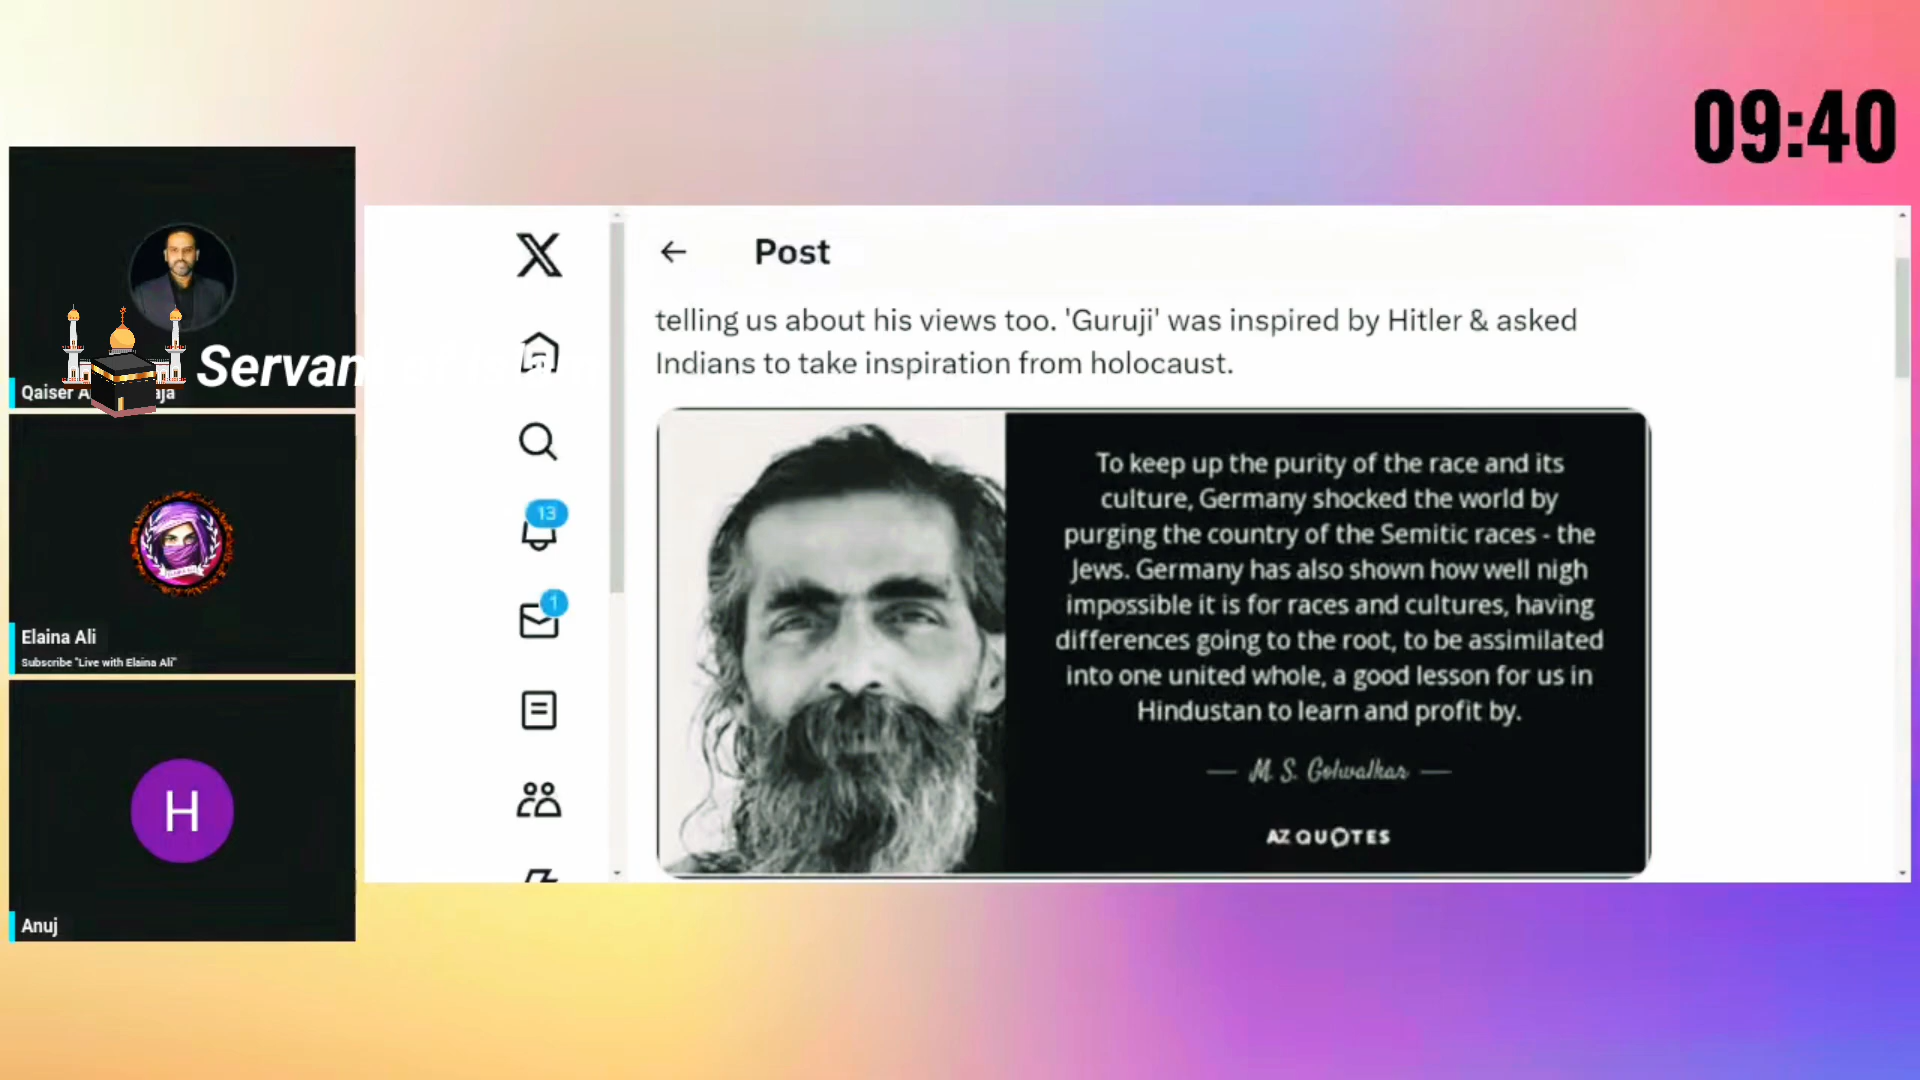 09:40
Qaiser A
ja
Servan
Elaina Ali
Subscribe "Live with Elaina Ali"
H
Anuj
13
1
Post
telling us about his views too. 'Guruji' was inspired by Hitler & asked
Indians to take inspiration from holocaust.
To keep up the purity of the race and its
culture, Germany shocked the world by
purging the country of the Semitic races - the
Jews. Germany has also shown how well nigh
impossible it is for races and cultures, having
differences going to the root, to be assimilated
into one united whole, a good lesson for us in
Hindustan to learn and profit by.
— M. S. Golwalkar —
AZ QUOTES